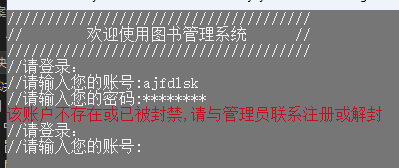 //////////////////////////////////////
//       欢迎使用图书管理系统      //
//////////////////////////////////////
//请登录:
//请输入您的账号:ajfdlsk
//请输入您的密码:********
该账户不存在或已被封禁,请与管理员联系注册或解封
//请登录:
//请输入您的账号: